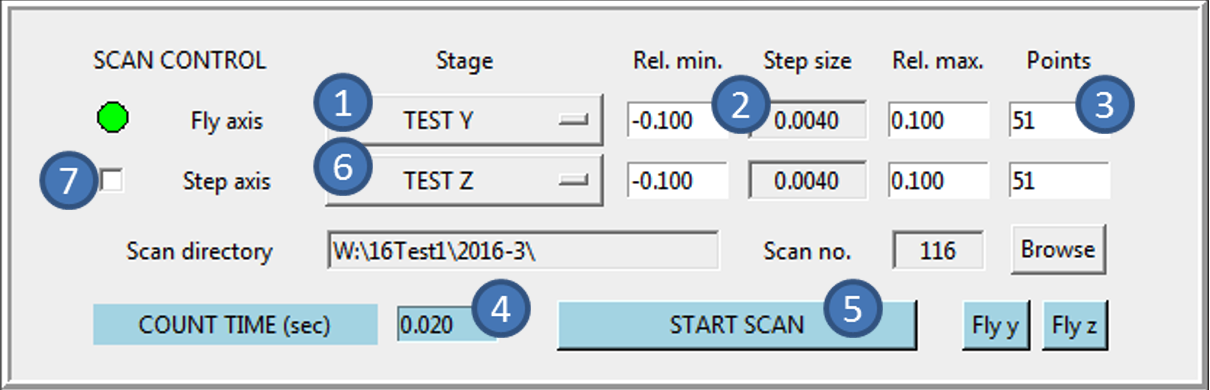 SCAN CONTROL Stage Rel. min. Step size Rel. max. Points
Fly axis 1 TEST Y -0.100 2 0.0040 0.100 51 3
7 Step axis 6 TEST Z -0.100 0.0040 0.100 51
Scan directory W:\16Test1\2016-3\ Scan no. 116 Browse
COUNT TIME (sec) 0.020 4 START SCAN 5 Fly y Fly z